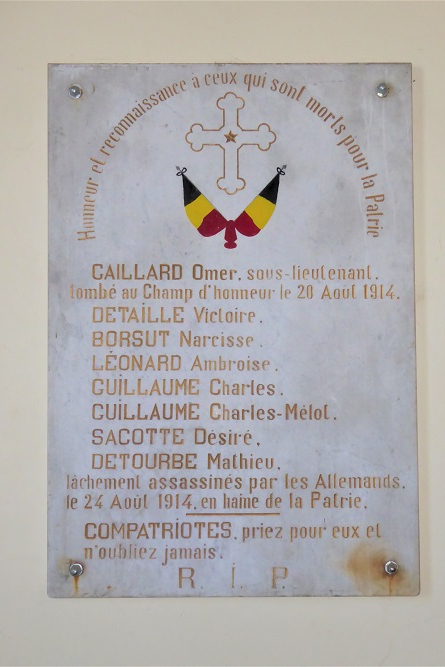 Honneur et reconnaissance à ceux qui sont morts pour la Patrie
GAILLARD Omer, sous-lieutenant,
tombé au Champ d'honneur le 20 Août 1914.
DETAILLE Victoire.
BORSUT Narcisse.
LÉONARD Ambroise.
GUILLAUME Charles.
GUILLAUME Charles-Mélot.
SACOTTE Désiré,
DETOURBE Mathieu.
lâchement assassinés par les Allemands,
le 24 Août 1914, en haine de la Patrie.
COMPATRIOTES, priez pour eux et
n'oubliez jamais.
R. I. P.